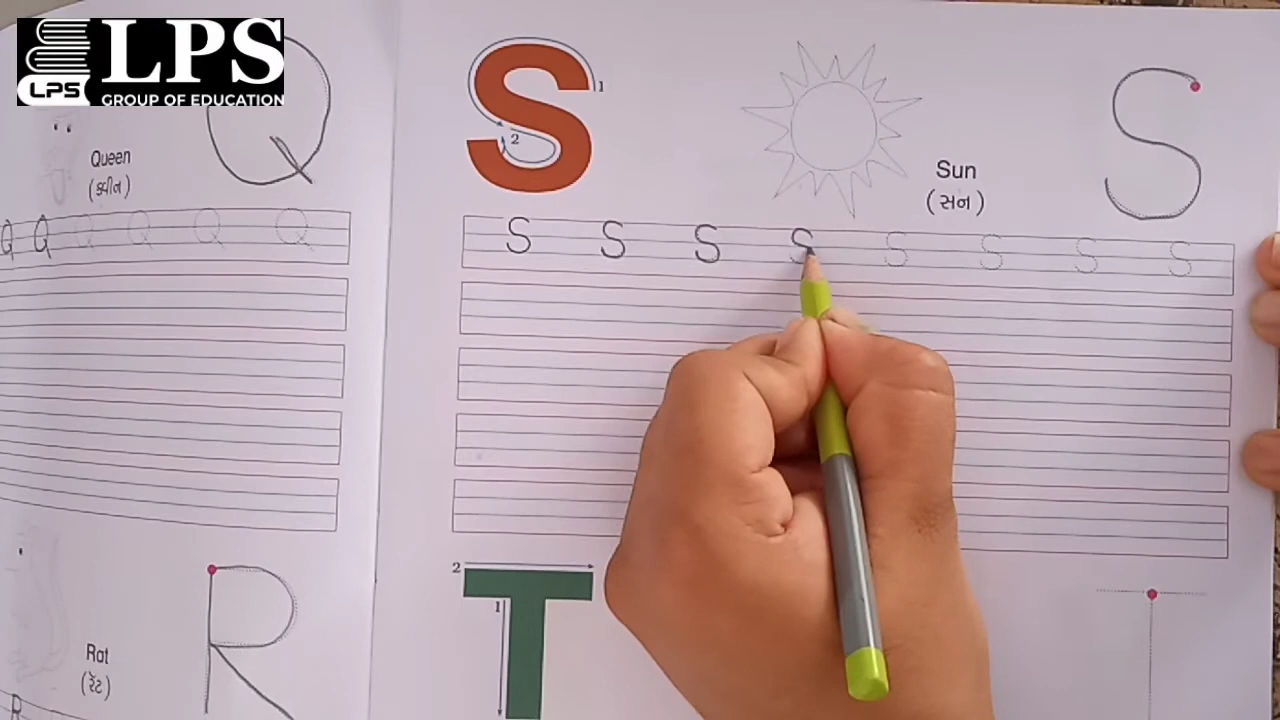 LPS
LPS
GROUP OF EDUCATION
Q
Queen
(ક્વીન)
Q Q Q Q Q Q
R
Rat
(રૅટ)
R
S
1
2
Sun
(સન)
S
S S S S S S S S
T
2
1
T